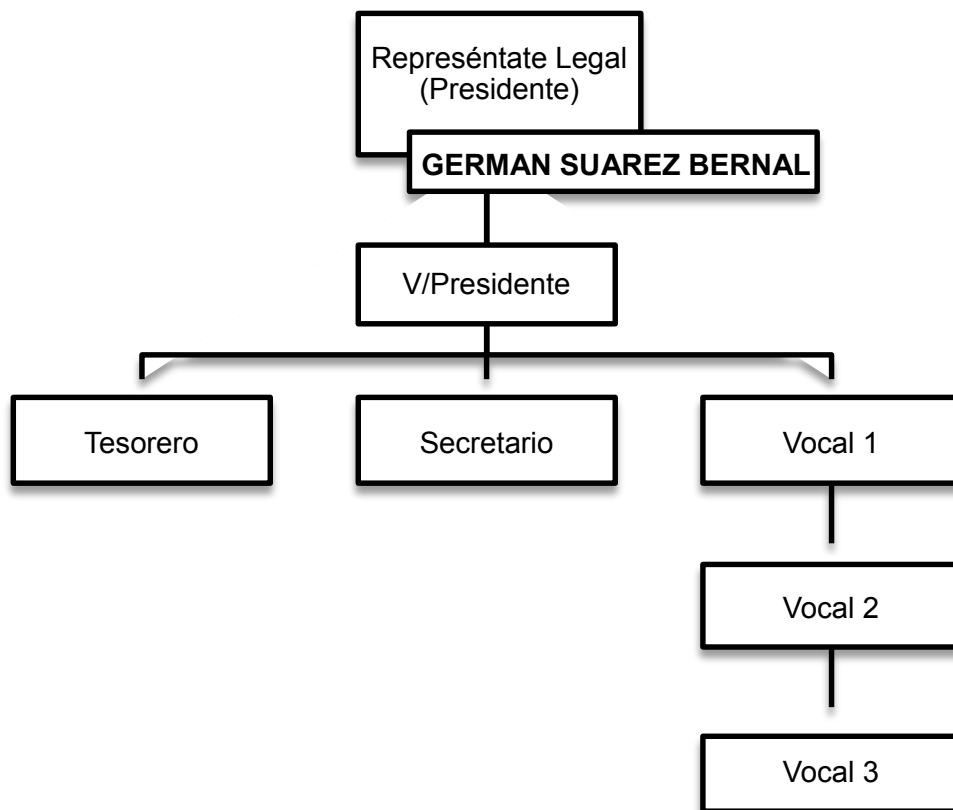 Represéntate Legal
(Presidente)
GERMAN SUAREZ BERNAL
V/Presidente
Tesorero
Secretario
Vocal 1
Vocal 2
Vocal 3